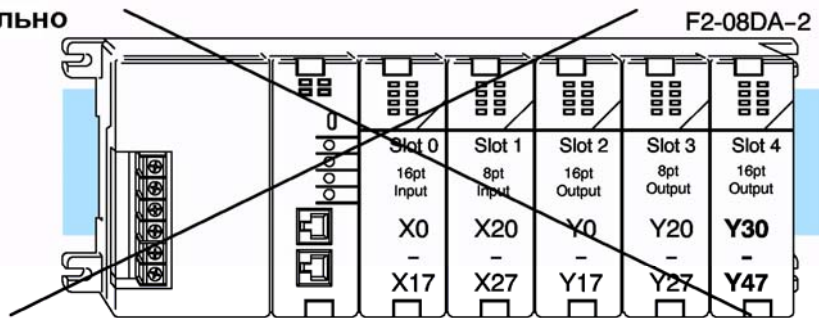 льно
F2-08DA-2
Slot 0 Slot 1 Slot 2 Slot 3 Slot 4
16pt Input 8pt Input 16pt Output 8pt Output 16pt Output
X0 X20 Y0 Y20 Y30
- - - - -
X17 X27 Y17 Y27 Y47